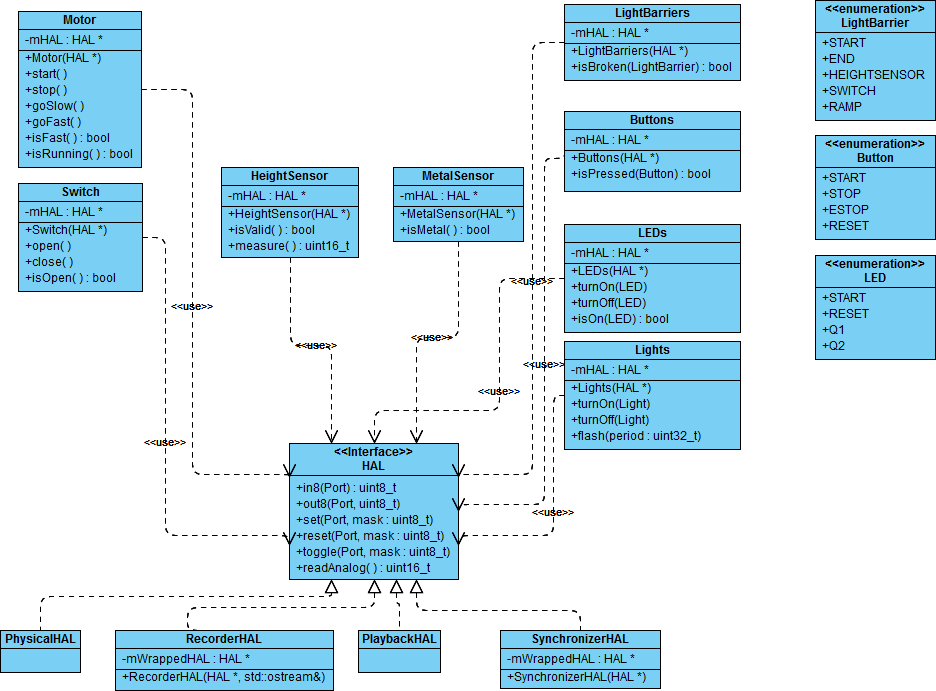 Motor
-mHAL : HAL *
+Motor(HAL *)
+start( )
+stop( )
+goSlow( )
+goFast( )
+isFast( ) : bool
+isRunning( ) : bool
Switch
-mHAL : HAL *
+Switch(HAL *)
+open( )
+close( )
+isOpen( ) : bool
HeightSensor
-mHAL : HAL *
+HeightSensor(HAL *)
+isValid( ) : bool
+measure( ) : uint16_t
MetalSensor
-mHAL : HAL *
+MetalSensor(HAL *)
+isMetal( ) : bool
LightBarriers
-mHAL : HAL *
+LightBarriers(HAL *)
+isBroken(LightBarrier) : bool
Buttons
-mHAL : HAL *
+Buttons(HAL *)
+isPressed(Button) : bool
LEDs
-mHAL : HAL *
+LEDs(HAL *)
+turnOn(LED)
+turnOff(LED)
+isOn(LED) : bool
Lights
-mHAL : HAL *
+Lights(HAL *)
+turnOn(Light)
+turnOff(Light)
+flash(period : uint32_t)
<<enumeration>>
LightBarrier
+START
+END
+HEIGHTSENSOR
+SWITCH
+RAMP
<<enumeration>>
Button
+START
+STOP
+ESTOP
+RESET
<<enumeration>>
LED
+START
+RESET
+Q1
+Q2
<<use>>
<<use>>
<<use>>
<<use>>
<<use>>
<<use>>
<<use>>
<<use>>
<<Interface>>
HAL
+in8(Port) : uint8_t
+out8(Port, uint8_t)
+set(Port, mask : uint8_t)
+reset(Port, mask : uint8_t)
+toggle(Port, mask : uint8_t)
+readAnalog( ) : uint16_t
PhysicalHAL
RecorderHAL
-mWrappedHAL : HAL *
+RecorderHAL(HAL *, std::ostream&)
PlaybackHAL
SynchronizerHAL
-mWrappedHAL : HAL *
+SynchronizerHAL(HAL *)